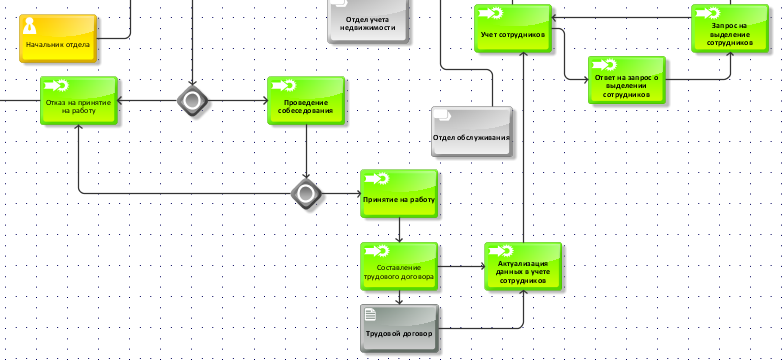 Начальник отдела
Отдел учета
недвижимости
Учет сотрудников
Запрос на
выделение
сотрудников
Ответ на запрос о
выделении
сотрудников
Отказ на принятие
на работу
Проведение
собеседования
Отдел обслуживания
Принятие на работу
Составление
трудового договора
Актуализация
данных в учете
сотрудников
Трудовой договор